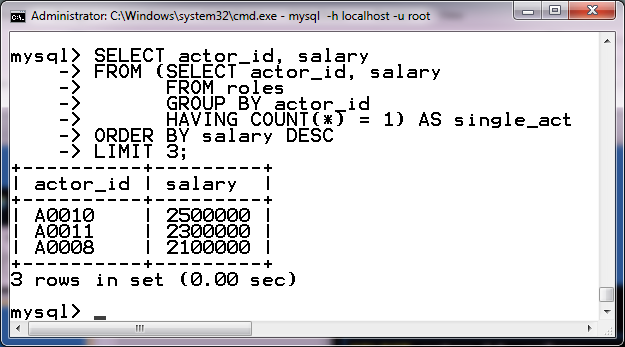 Administrator: C:\Windows\system32\cmd.exe - mysql  -h localhost -u root
mysql> SELECT actor_id, salary
    -> FROM (SELECT actor_id, salary
    ->       FROM roles
    ->       GROUP BY actor_id
    ->       HAVING COUNT(*) = 1) AS single_act
    -> ORDER BY salary DESC
    -> LIMIT 3;
+----------+---------+
| actor_id | salary  |
+----------+---------+
| A0010    | 2500000 |
| A0011    | 2300000 |
| A0008    | 2100000 |
+----------+---------+
3 rows in set (0.00 sec)
mysql> _